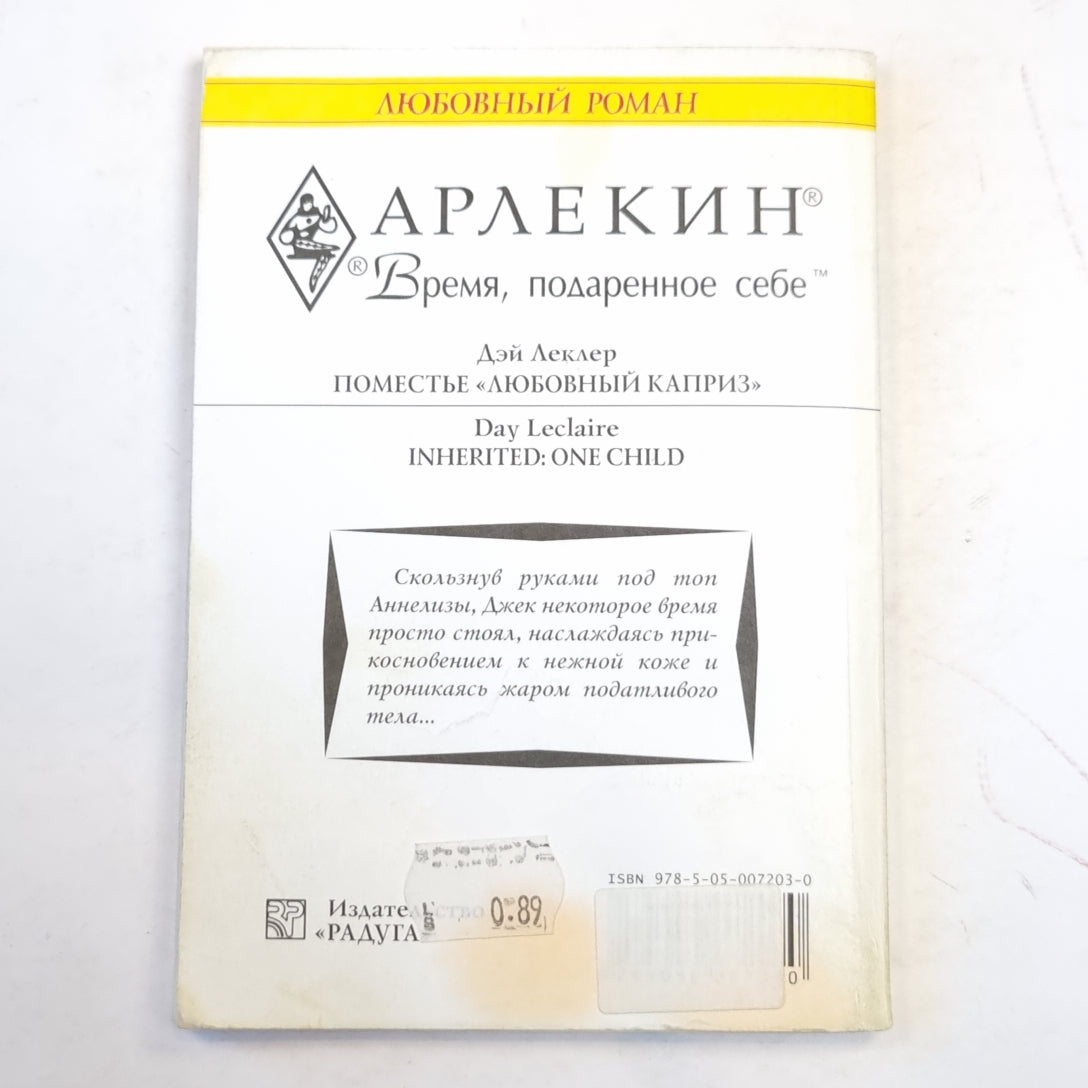 ЛЮБОВНЫЙ РОМАН
АРЛЕКИН®
® Время, подаренное себе™
Дэй Леклер
ПОМЕСТЬЕ «ЛЮБОВНЫЙ КАПРИЗ»
Day Leclaire
INHERITED: ONE CHILD
Скользнув руками под топ
Аннелизы, Джек некоторое время
просто стоял, наслаждаясь при-
косновением к нежной коже и
проникаясь жаром податливого
тела...
ISBN 978-5-05-007203-0
Издательство
«РАДУГА
0.89
0